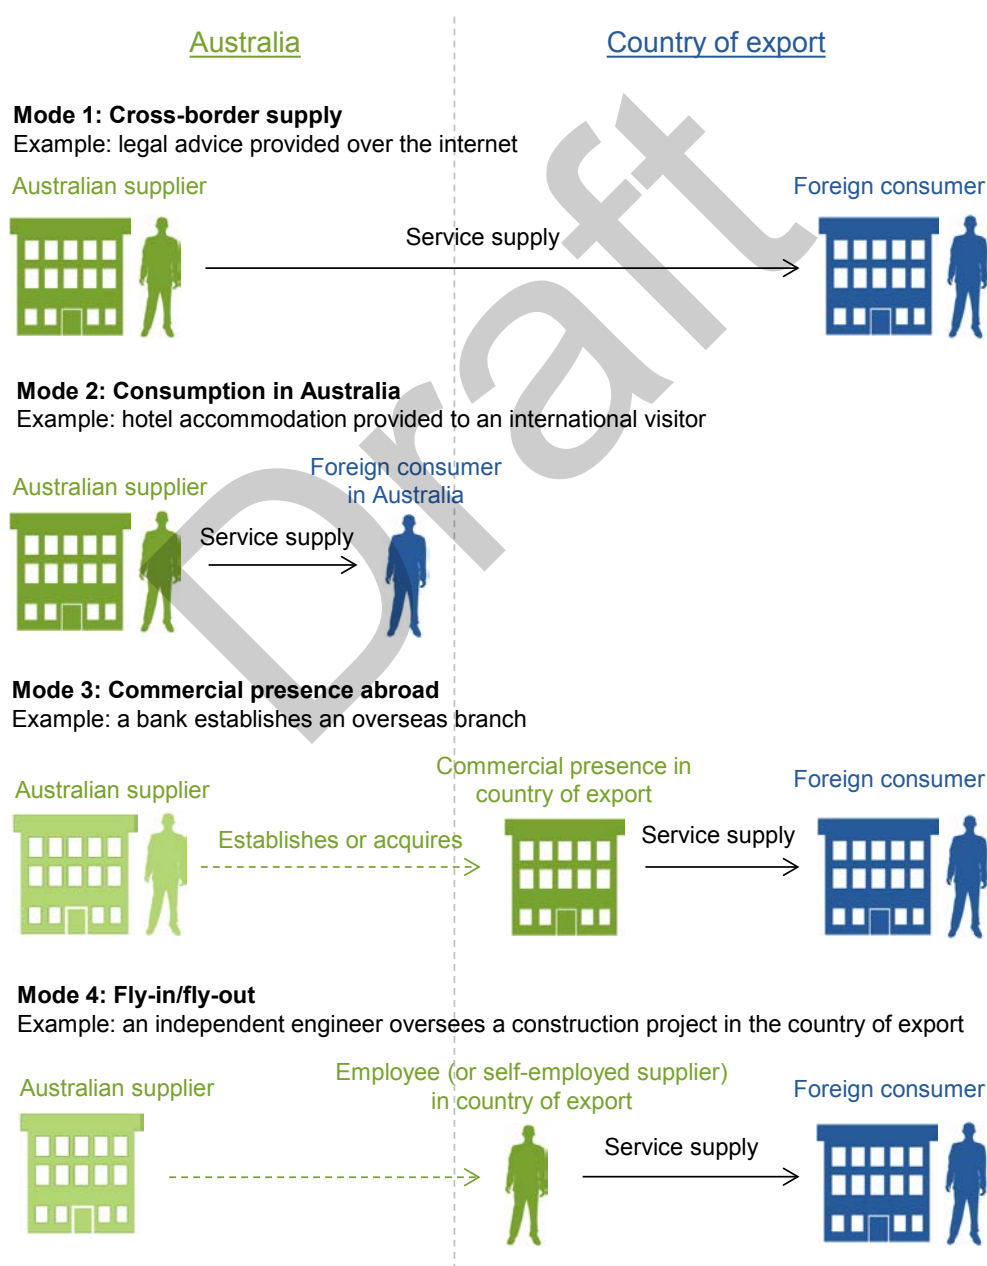 Australia
Country of export
Mode 1: Cross-border supply
Example: legal advice provided over the internet
Australian supplier
Foreign consumer
Service supply
Mode 2: Consumption in Australia
Example: hotel accommodation provided to an international visitor
Australian supplier
Foreign consumer
in Australia
Service supply
Mode 3: Commercial presence abroad
Example: a bank establishes an overseas branch
Australian supplier
Commercial presence in
country of export
Foreign consumer
Establishes or acquires
Service supply
Mode 4: Fly-in/fly-out
Example: an independent engineer oversees a construction project in the country of export
Australian supplier
Employee (or self-employed supplier)
in country of export
Foreign consumer
Service supply
Draft